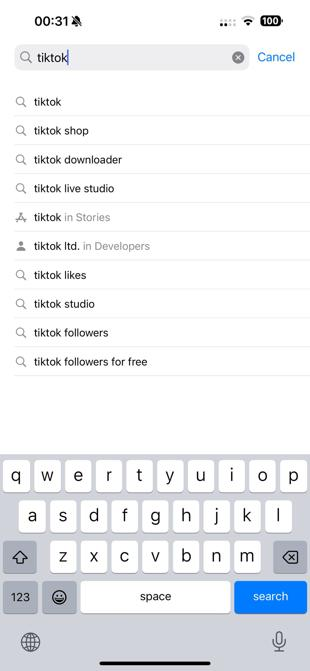 00:31
100
tiktok
Cancel
tiktok
tiktok shop
tiktok downloader
tiktok live studio
tiktok in Stories
tiktok ltd. in Developers
tiktok likes
tiktok studio
tiktok followers
tiktok followers for free
q w e r t y u i o p
a s d f g h j k l
z x c v b n m
123 space search